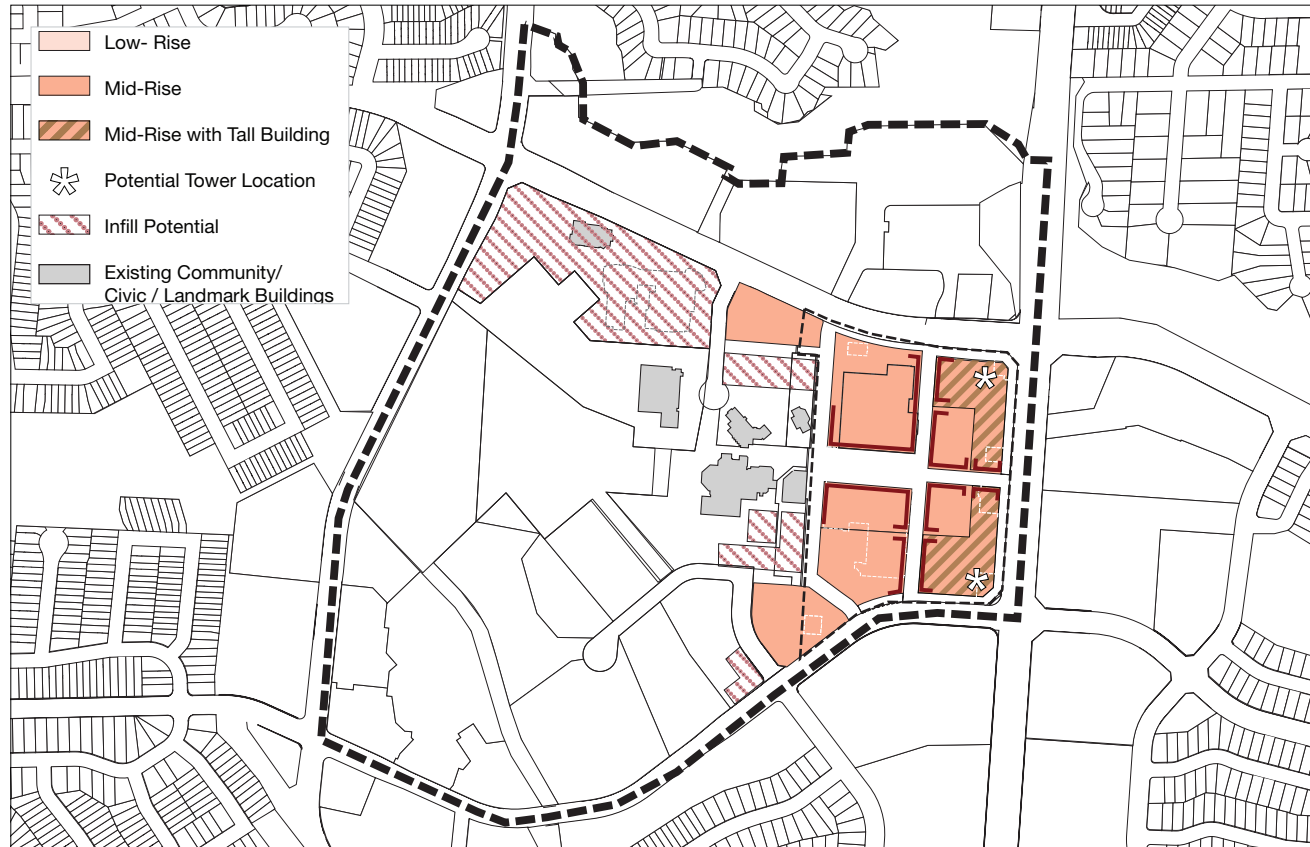 Low- Rise
Mid-Rise
Mid-Rise with Tall Building
Potential Tower Location
Infill Potential
Existing Community/
Civic / Landmark Buildings